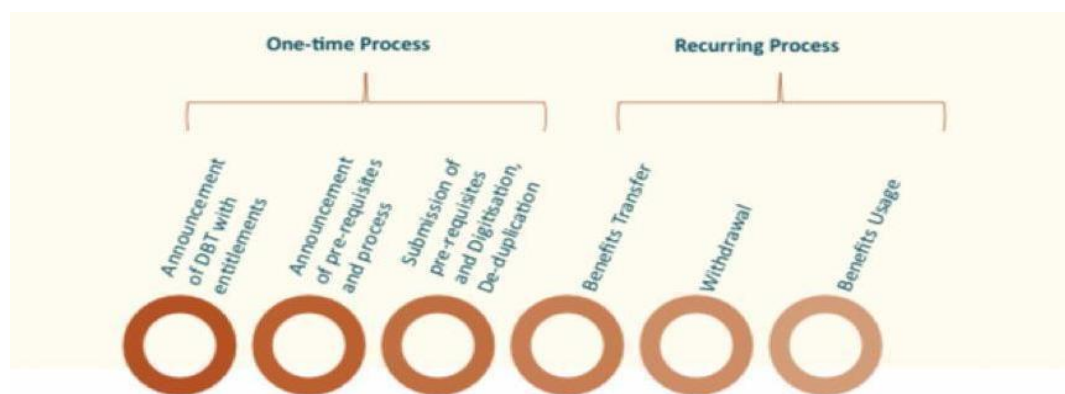 One-time Process
Recurring Process
Announcement
of DBT with
entitlements
Announcement
of pre-requisites
and process
Submission of
pre-requisites
and Digitisation,
De-duplication
Benefits Transfer
Withdrawal
Benefits Usage